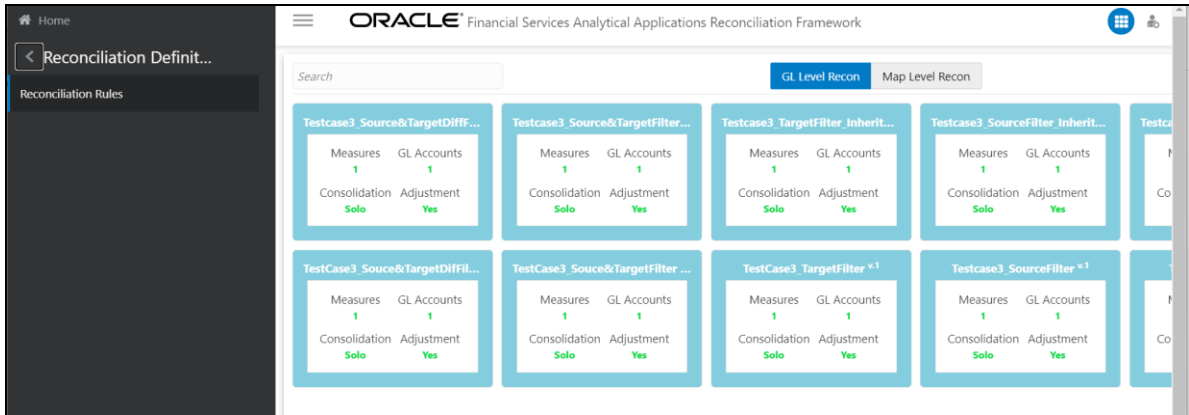 Home
Reconciliation Definit...
Reconciliation Rules
ORACLE® Financial Services Analytical Applications Reconciliation Framework
Search
GL Level Recon Map Level Recon
Testcase3_Source&TargetDiffF... Testcase3_Source&TargetFilter... Testcase3_TargetFilter_Inherit... Testcase3_SourceFilter_Inherit... Testca
Measures GL Accounts Measures GL Accounts Measures GL Accounts Measures GL Accounts
1 1 1 1 1 1 1 1
Consolidation Adjustment Consolidation Adjustment Consolidation Adjustment Consolidation Adjustment Co
Solo Yes Solo Yes Solo Yes Solo Yes
TestCase3_Souce&TargetDifFil... TestCase3_Souce&TargetFilter ... TestCase3_TargetFilter v.1 Testcase3_SourceFilter v.1
Measures GL Accounts Measures GL Accounts Measures GL Accounts Measures GL Accounts
1 1 1 1 1 1 1 1
Consolidation Adjustment Consolidation Adjustment Consolidation Adjustment Consolidation Adjustment Co
Solo Yes Solo Yes Solo Yes Solo Yes